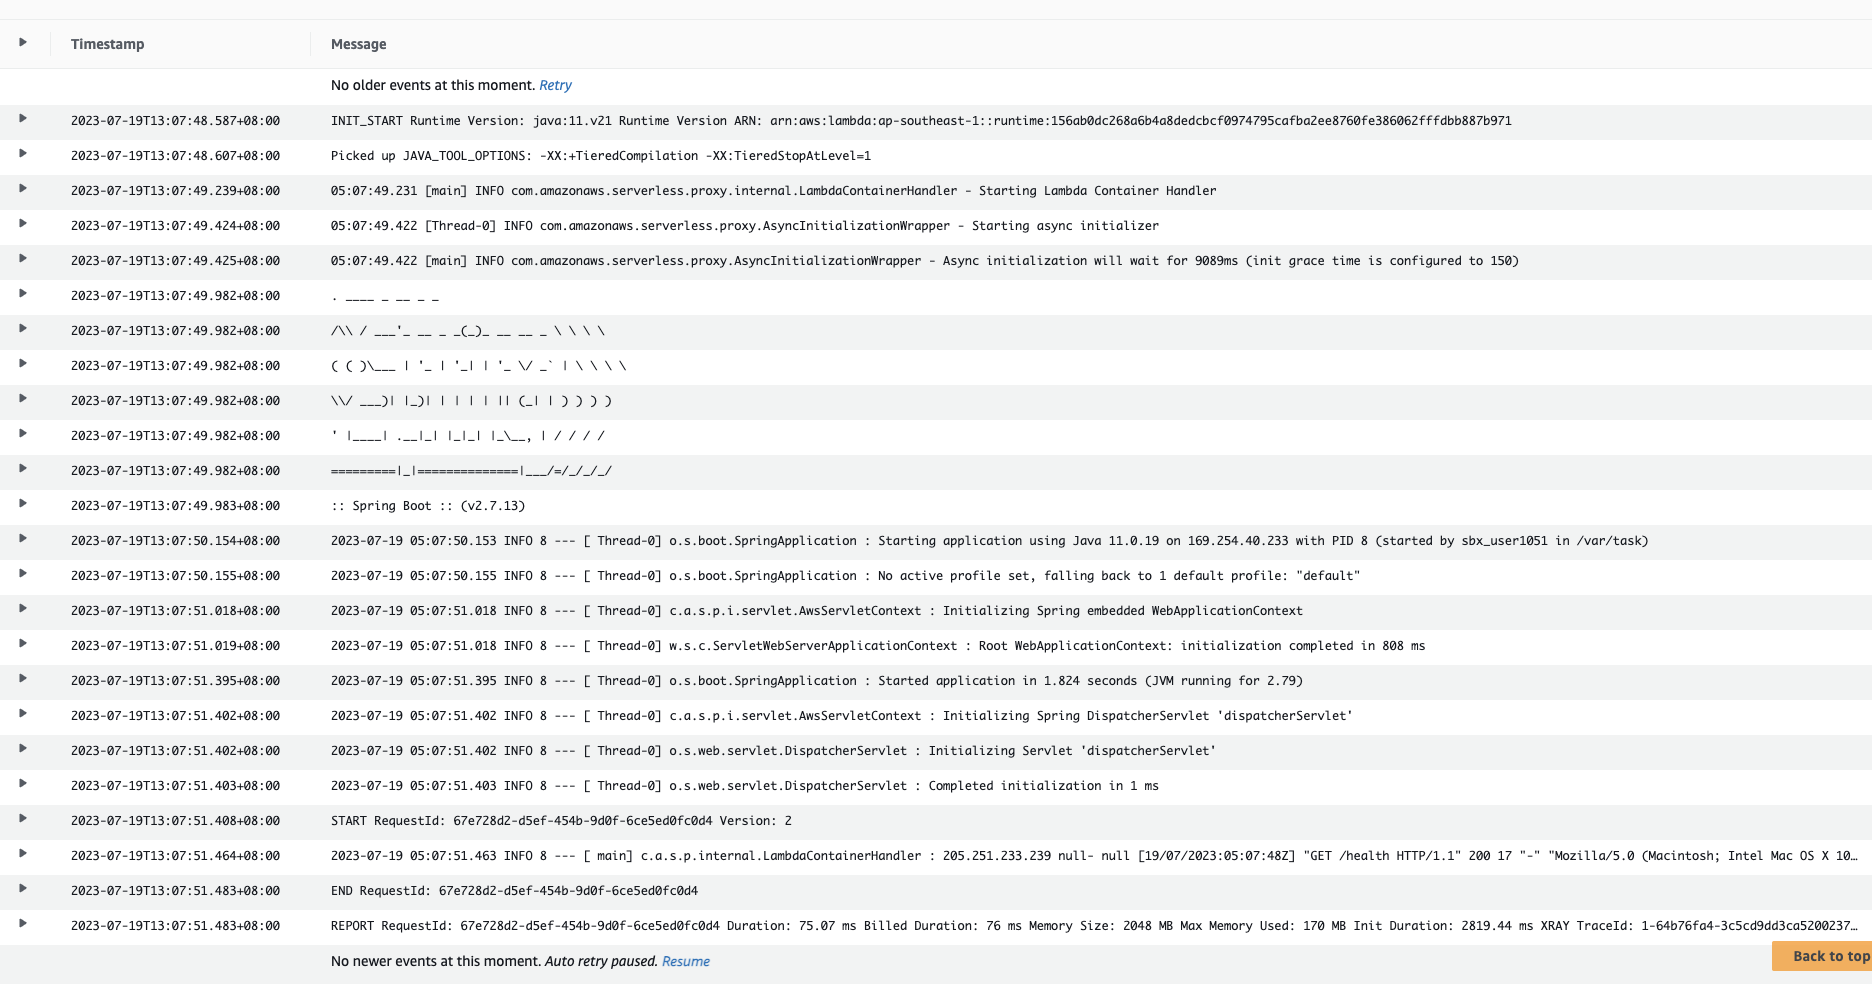 Timestamp Message
No older events at this moment. Retry
2023-07-19T13:07:48.587+08:00 INIT_START Runtime Version: java:11.v21 Runtime Version ARN: arn:aws:lambda:ap-southeast-1::runtime:156ab0dc268a6b4a8dedcbcf0974795cafba2ee8760fe386062fffdbb887b971
2023-07-19T13:07:48.607+08:00 Picked up JAVA_TOOL_OPTIONS: -XX:+TieredCompilation -XX:TieredStopAtLevel=1
2023-07-19T13:07:49.239+08:00 05:07:49.231 [main] INFO com.amazonaws.serverless.proxy.internal.LambdaContainerHandler - Starting Lambda Container Handler
2023-07-19T13:07:49.424+08:00 05:07:49.422 [Thread-0] INFO com.amazonaws.serverless.proxy.AsyncInitializationWrapper - Starting async initializer
2023-07-19T13:07:49.425+08:00 05:07:49.422 [main] INFO com.amazonaws.serverless.proxy.AsyncInitializationWrapper - Async initialization will wait for 9089ms (init grace time is configured to 150)
2023-07-19T13:07:49.982+08:00 . ____ _ __ _ _
2023-07-19T13:07:49.982+08:00 /\\ / ___'_ __ _ _(_)_ __ __ _ \ \ \ \
2023-07-19T13:07:49.982+08:00 ( ( )\___ | '_ | '_| | '_ \/ _` | \ \ \ \
2023-07-19T13:07:49.982+08:00 \\/ ___)| |_)| | | | | || (_| | ) ) ) )
2023-07-19T13:07:49.982+08:00 ' |____| .__|_| |_|_| |_\__, | / / / /
2023-07-19T13:07:49.982+08:00 =========|_|==============|___/=/_/_/_/
2023-07-19T13:07:49.983+08:00 :: Spring Boot :: (v2.7.13)
2023-07-19T13:07:50.154+08:00 2023-07-19 05:07:50.153 INFO 8 --- [ Thread-0] o.s.boot.SpringApplication : Starting application using Java 11.0.19 on 169.254.40.233 with PID 8 (started by sbx_user1051 in /var/task)
2023-07-19T13:07:50.155+08:00 2023-07-19 05:07:50.155 INFO 8 --- [ Thread-0] o.s.boot.SpringApplication : No active profile set, falling back to 1 default profile: "default"
2023-07-19T13:07:51.018+08:00 2023-07-19 05:07:51.018 INFO 8 --- [ Thread-0] c.a.s.p.i.servlet.AwsServletContext : Initializing Spring embedded WebApplicationContext
2023-07-19T13:07:51.019+08:00 2023-07-19 05:07:51.018 INFO 8 --- [ Thread-0] w.s.c.ServletWebServerApplicationContext : Root WebApplicationContext: initialization completed in 808 ms
2023-07-19T13:07:51.395+08:00 2023-07-19 05:07:51.395 INFO 8 --- [ Thread-0] o.s.boot.SpringApplication : Started application in 1.824 seconds (JVM running for 2.79)
2023-07-19T13:07:51.402+08:00 2023-07-19 05:07:51.402 INFO 8 --- [ Thread-0] c.a.s.p.i.servlet.AwsServletContext : Initializing Spring DispatcherServlet 'dispatcherServlet'
2023-07-19T13:07:51.402+08:00 2023-07-19 05:07:51.402 INFO 8 --- [ Thread-0] o.s.web.servlet.DispatcherServlet : Initializing Servlet 'dispatcherServlet'
2023-07-19T13:07:51.403+08:00 2023-07-19 05:07:51.403 INFO 8 --- [ Thread-0] o.s.web.servlet.DispatcherServlet : Completed initialization in 1 ms
2023-07-19T13:07:51.408+08:00 START RequestId: 67e728d2-d5ef-454b-9d0f-6ce5ed0fc0d4 Version: 2
2023-07-19T13:07:51.464+08:00 2023-07-19 05:07:51.463 INFO 8 --- [ main] c.a.s.p.internal.LambdaContainerHandler : 205.251.233.239 null- null [19/07/2023:05:07:48Z] "GET /health HTTP/1.1" 200 17 "-" "Mozilla/5.0 (Macintosh; Intel Mac OS X 10…
2023-07-19T13:07:51.483+08:00 END RequestId: 67e728d2-d5ef-454b-9d0f-6ce5ed0fc0d4
2023-07-19T13:07:51.483+08:00 REPORT RequestId: 67e728d2-d5ef-454b-9d0f-6ce5ed0fc0d4 Duration: 75.07 ms Billed Duration: 76 ms Memory Size: 2048 MB Max Memory Used: 170 MB Init Duration: 2819.44 ms XRAY TraceId: 1-64b76fa4-3c5cd9dd3ca5200237…
No newer events at this moment. Auto retry paused. Resume
Back to top